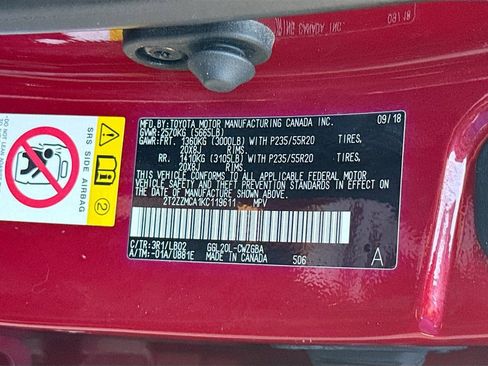 MFD.BY:TOYOTA MOTOR MANUFACTURING CANADA INC. 09/18
GVWR:2570KG (5665LB)
GAWR:FRT. 1360KG (3000LB) WITH P235/55R20 TIRES,
20X8J RIMS,
RR. 1410KG (3105LB) WITH P235/55R20 TIRES,
20X8J RIMS,
THIS VEHICLE CONFORMS TO ALL APPLICABLE FEDERAL MOTOR
VEHICLE SAFETY STANDARDS IN EFFECT ON THE DATE OF
MANUFACTURE SHOWN ABOVE.
2T2ZZMCA1KC119611 MPV
C/TR: 3R1/LB02 GGL20L-CWZGBA
A/TM: -01A/U881E MADE IN CANADA 506 A
SRS SIDE AIRBAG